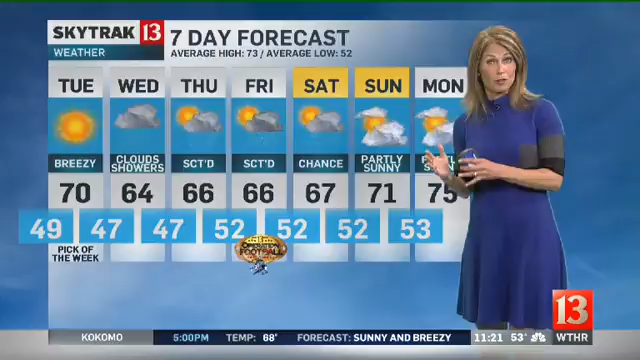 SKYTRAK 13
WEATHER
7 DAY FORECAST
AVERAGE HIGH: 73 / AVERAGE LOW: 52
TUE WED THU FRI SAT SUN MON
BREEZY CLOUDS SHOWERS SCT'D SCT'D CHANCE PARTLY SUNNY
70 64 66 66 67 71 75
49 47 47 52 52 52 53
PICK OF
THE WEEK
FOOTBALL
13
KOKOMO 5:00PM TEMP: 68° FORECAST: SUNNY AND BREEZY 11:21 53° WTHR